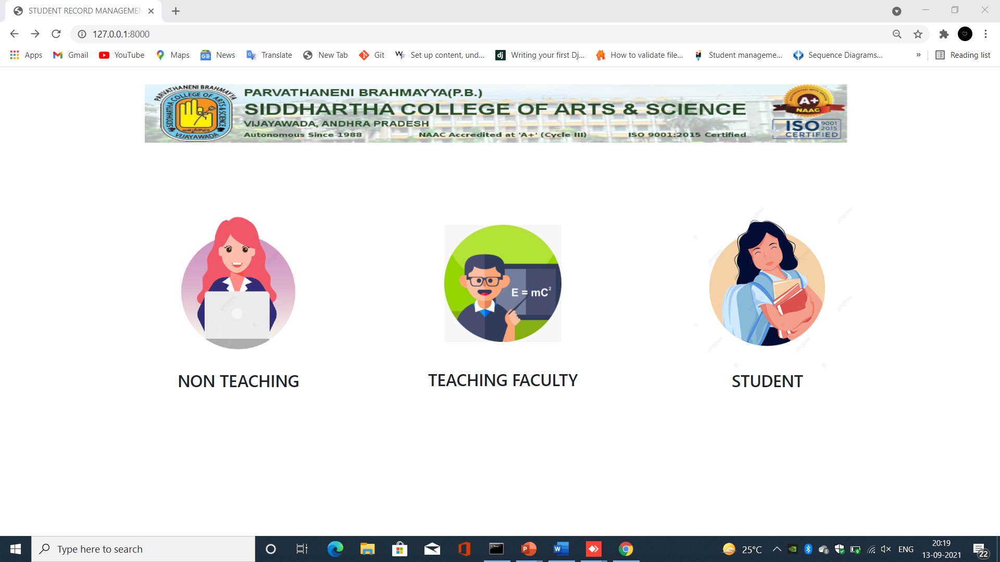 STUDENT RECORD MANAGEMEN
127.0.0.1:8000
Apps
Gmail
YouTube
Maps
News
Translate
New Tab
Git
Set up content, und...
Writing your first Dj...
How to validate file...
Student manageme...
Sequence Diagrams...
»
Reading list
PARVATHANENI BRAHMAYYA
SIDDHARTHA COLLEGE OF ARTS & SCIENCE
VIJAYAWADA
PARVATHANENI BRAHMAYYA(P.B.)
SIDDHARTHA COLLEGE OF ARTS & SCIENCE
VIJAYAWADA, ANDHRA PRADESH
Autonomous Since 1988 NAAC Accredited at 'A+' (Cycle III) ISO 9001:2015 Certified
ACCREDITED WITH GRADE
A+
NAAC
ISO 9001 2015
CERTIFIED
E = mC²
NON TEACHING
TEACHING FACULTY
STUDENT
pngtree
Type here to search
25°C
ENG
20:19
13-09-2021
22